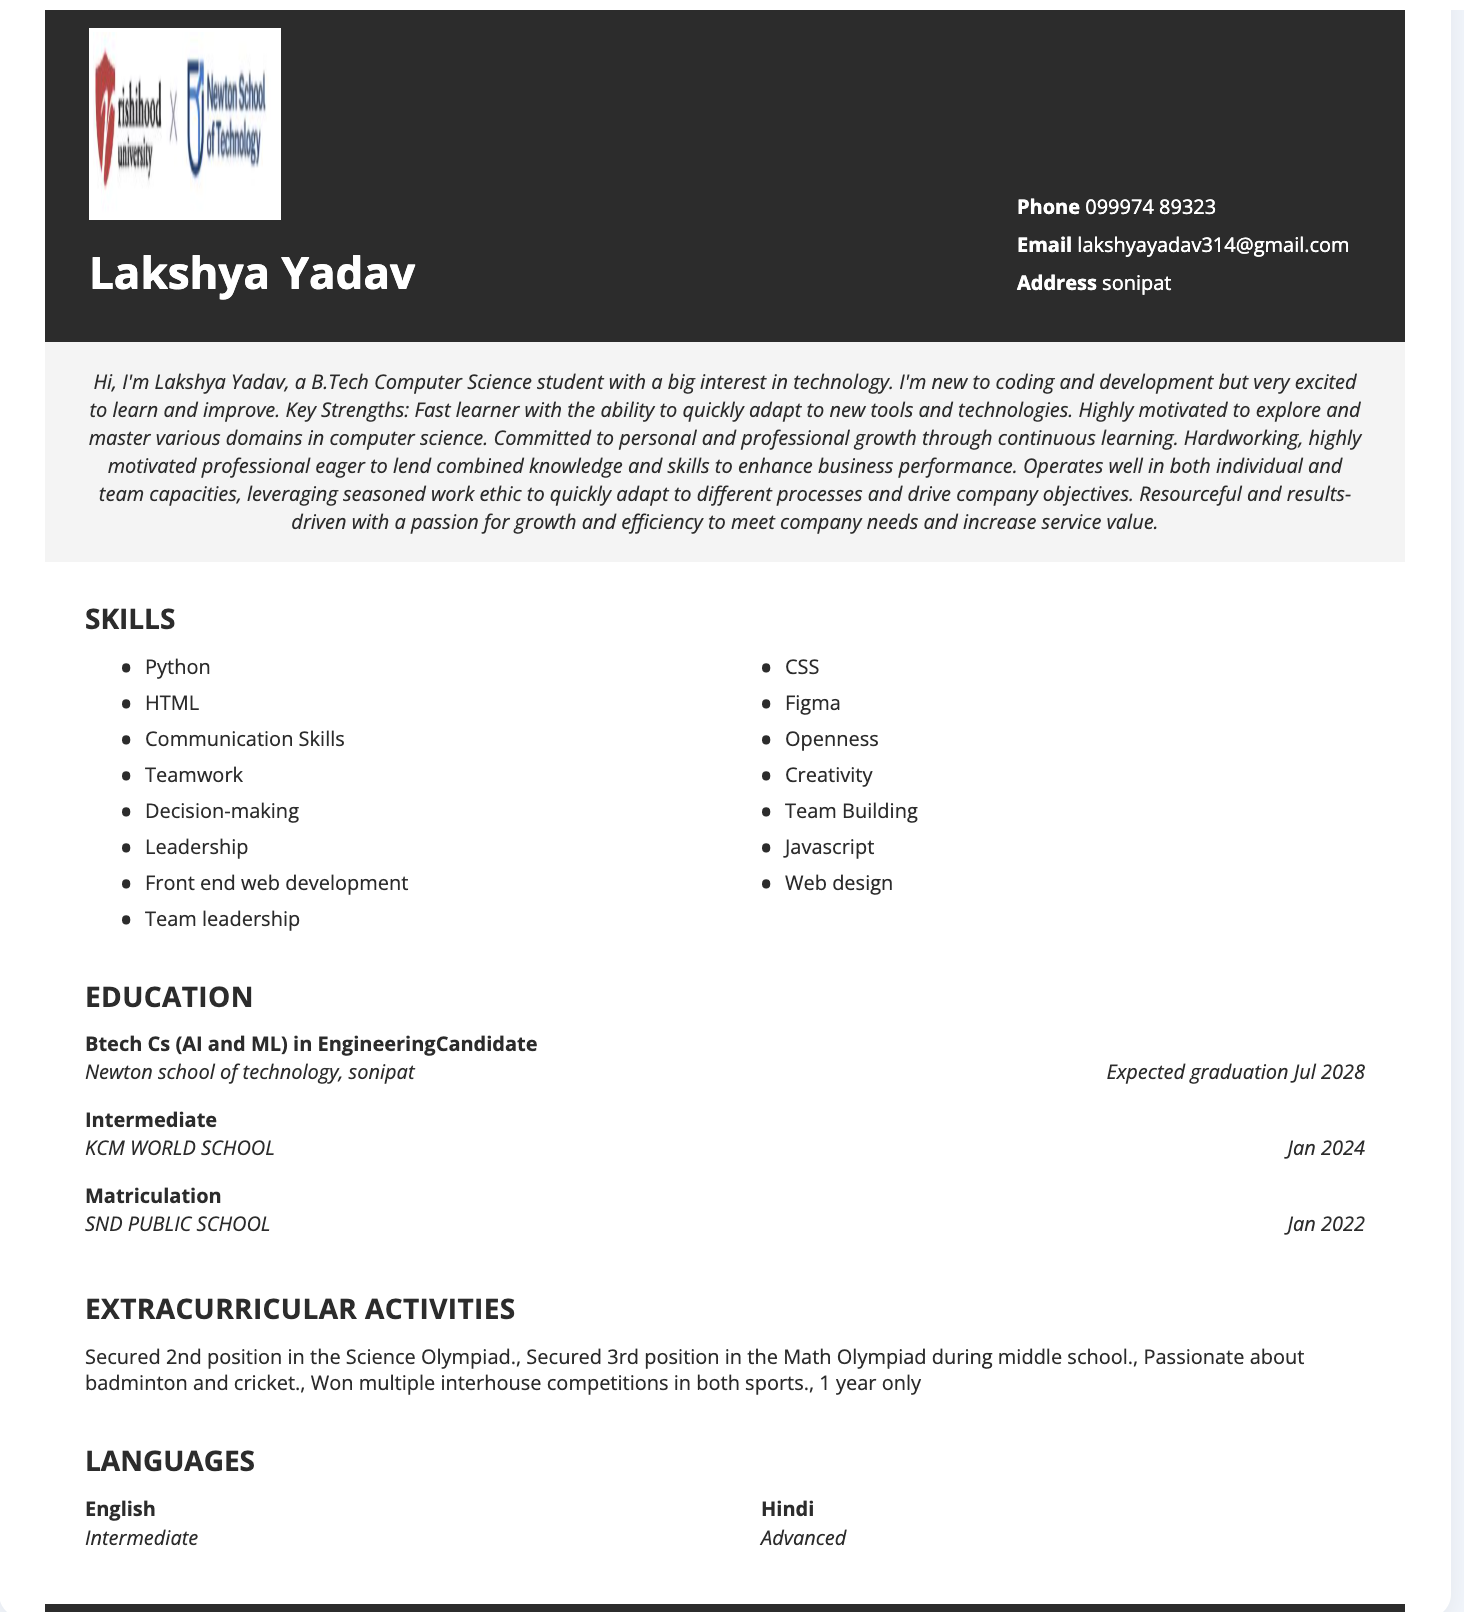 rishihood
university
X
Newton School
of Technology
Lakshya Yadav
Phone 099974 89323
Email lakshyayadav314@gmail.com
Address sonipat
Hi, I'm Lakshya Yadav, a B.Tech Computer Science student with a big interest in technology. I'm new to coding and development but very excited
to learn and improve. Key Strengths: Fast learner with the ability to quickly adapt to new tools and technologies. Highly motivated to explore and
master various domains in computer science. Committed to personal and professional growth through continuous learning. Hardworking, highly
motivated professional eager to lend combined knowledge and skills to enhance business performance. Operates well in both individual and
team capacities, leveraging seasoned work ethic to quickly adapt to different processes and drive company objectives. Resourceful and results-
driven with a passion for growth and efficiency to meet company needs and increase service value.
SKILLS
Python
HTML
Communication Skills
Teamwork
Decision-making
Leadership
Front end web development
Team leadership
CSS
Figma
Openness
Creativity
Team Building
Javascript
Web design
EDUCATION
Btech Cs (AI and ML) in EngineeringCandidate
Newton school of technology, sonipat Expected graduation Jul 2028
Intermediate
KCM WORLD SCHOOL Jan 2024
Matriculation
SND PUBLIC SCHOOL Jan 2022
EXTRACURRICULAR ACTIVITIES
Secured 2nd position in the Science Olympiad., Secured 3rd position in the Math Olympiad during middle school., Passionate about
badminton and cricket., Won multiple interhouse competitions in both sports., 1 year only
LANGUAGES
English
Intermediate
Hindi
Advanced